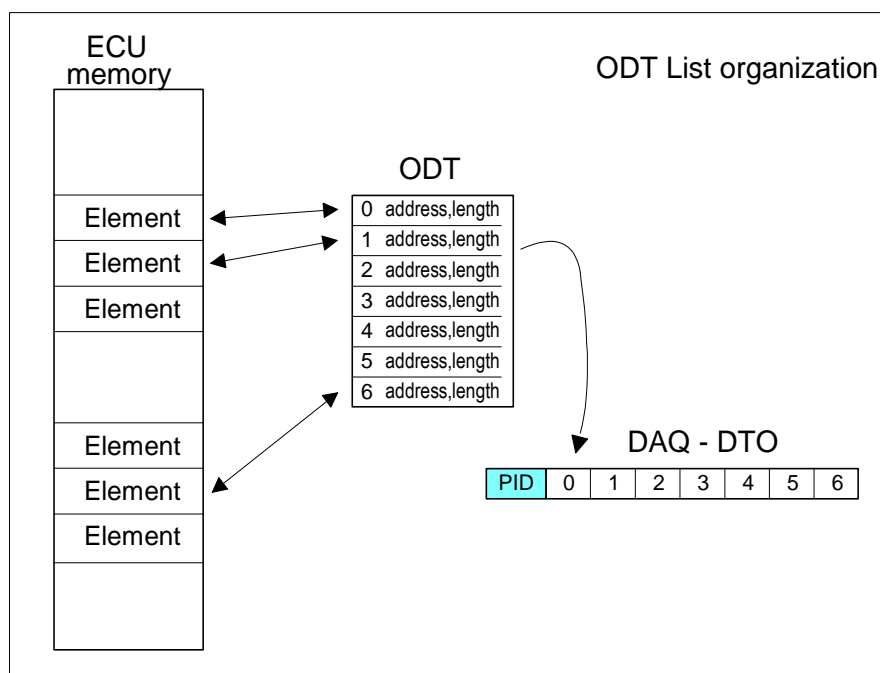 ECU
memory
ODT List organization
ODT
0 address,length
1 address,length
2 address,length
3 address,length
4 address,length
5 address,length
6 address,length
Element
Element
Element
Element
Element
Element
DAQ - DTO
PID 0 1 2 3 4 5 6